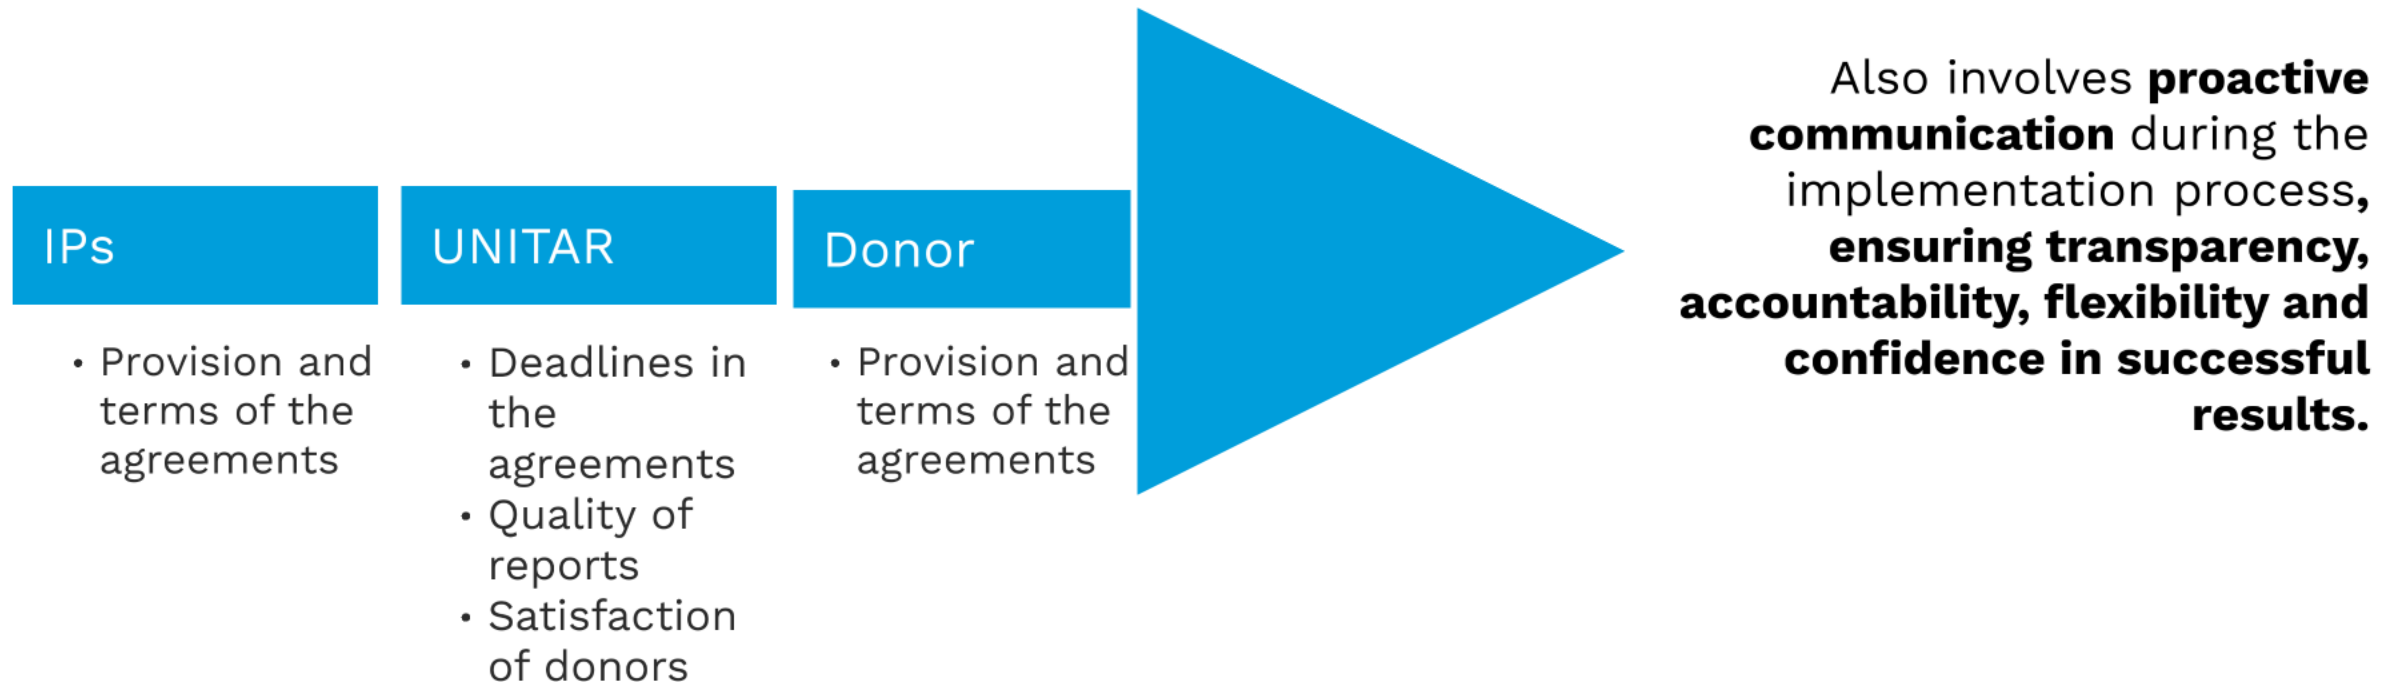 IPs
• Provision and
terms of the
agreements
UNITAR
• Deadlines in
the
agreements
• Quality of
reports
• Satisfaction
of donors
Donor
• Provision and
terms of the
agreements
Also involves proactive
communication during the
implementation process,
ensuring transparency,
accountability, flexibility and
confidence in successful
results.